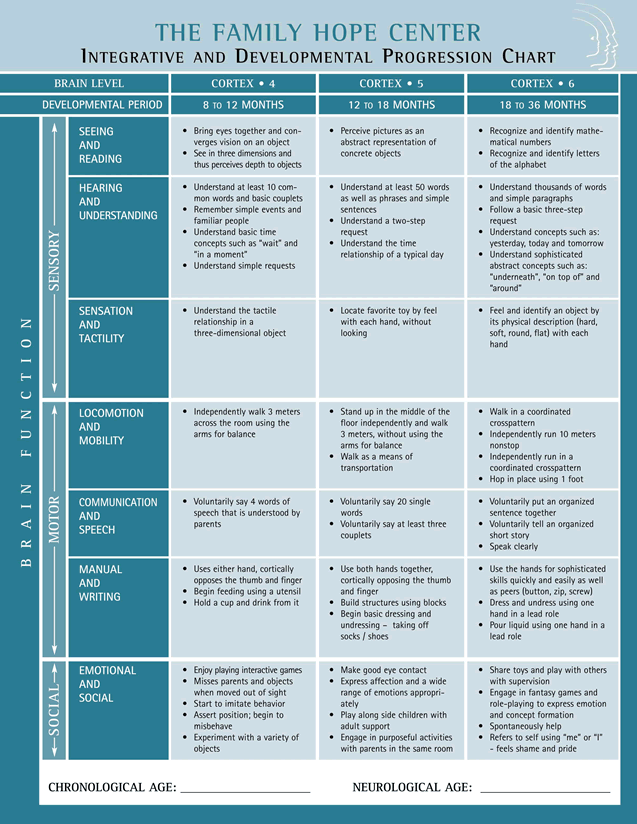 THE FAMILY HOPE CENTER
INTEGRATIVE AND DEVELOPMENTAL PROGRESSION CHART
BRAIN LEVEL
CORTEX • 4
CORTEX • 5
CORTEX • 6
DEVELOPMENTAL PERIOD
8 TO 12 MONTHS
12 TO 18 MONTHS
18 TO 36 MONTHS
BRAIN FUNCTION
SENSORY
SEEING
AND
READING
• Bring eyes together and con-
verges vision on an object
• See in three dimensions and
thus perceives depth to objects
• Perceive pictures as an
abstract representation of
concrete objects
• Recognize and identify mathe-
matical numbers
• Recognize and identify letters
of the alphabet
HEARING
AND
UNDERSTANDING
• Understand at least 10 com-
mon words and basic couplets
• Remember simple events and
familiar people
• Understand basic time
concepts such as "wait" and
"in a moment"
• Understand simple requests
• Understand at least 50 words
as well as phrases and simple
sentences
• Understand a two-step
request
• Understand the time
relationship of a typical day
• Understand thousands of words
and simple paragraphs
• Follow a basic three-step
request
• Understand concepts such as:
yesterday, today and tomorrow
• Understand sophisticated
abstract concepts such as:
"underneath", "on top of" and
"around"
SENSATION
AND
TACTILITY
• Understand the tactile
relationship in a
three-dimensional object
• Locate favorite toy by feel
with each hand, without
looking
• Feel and identify an object by
its physical description (hard,
soft, round, flat) with each
hand
MOTOR
LOCOMOTION
AND
MOBILITY
• Independently walk 3 meters
across the room using the
arms for balance
• Stand up in the middle of the
floor independently and walk
3 meters, without using the
arms for balance
• Walk as a means of
transportation
• Walk in a coordinated
crosspattern
• Independently run 10 meters
nonstop
• Independently run in a
coordinated crosspattern
• Hop in place using 1 foot
COMMUNICATION
AND
SPEECH
• Voluntarily say 4 words of
speech that is understood by
parents
• Voluntarily say 20 single
words
• Voluntarily say at least three
couplets
• Voluntarily put an organized
sentence together
• Voluntarily tell an organized
short story
• Speak clearly
MANUAL
AND
WRITING
• Uses either hand, cortically
opposes the thumb and finger
• Begin feeding using a utensil
• Hold a cup and drink from it
• Use both hands together,
cortically opposing the thumb
and finger
• Build structures using blocks
• Begin basic dressing and
undressing – taking off
socks / shoes
• Use the hands for sophisticated
skills quickly and easily as well
as peers (button, zip, screw)
• Dress and undress using one
hand in a lead role
• Pour liquid using one hand in a
lead role
SOCIAL
EMOTIONAL
AND
SOCIAL
• Enjoy playing interactive games
• Misses parents and objects
when moved out of sight
• Start to imitate behavior
• Assert position; begin to
misbehave
• Experiment with a variety of
objects
• Make good eye contact
• Express affection and a wide
range of emotions appropri-
ately
• Play along side children with
adult support
• Engage in purposeful activities
with parents in the same room
• Share toys and play with others
with supervision
• Engage in fantasy games and
role-playing to express emotion
and concept formation
• Spontaneously help
• Refers to self using "me" or "I"
- feels shame and pride
CHRONOLOGICAL AGE:
NEUROLOGICAL AGE: